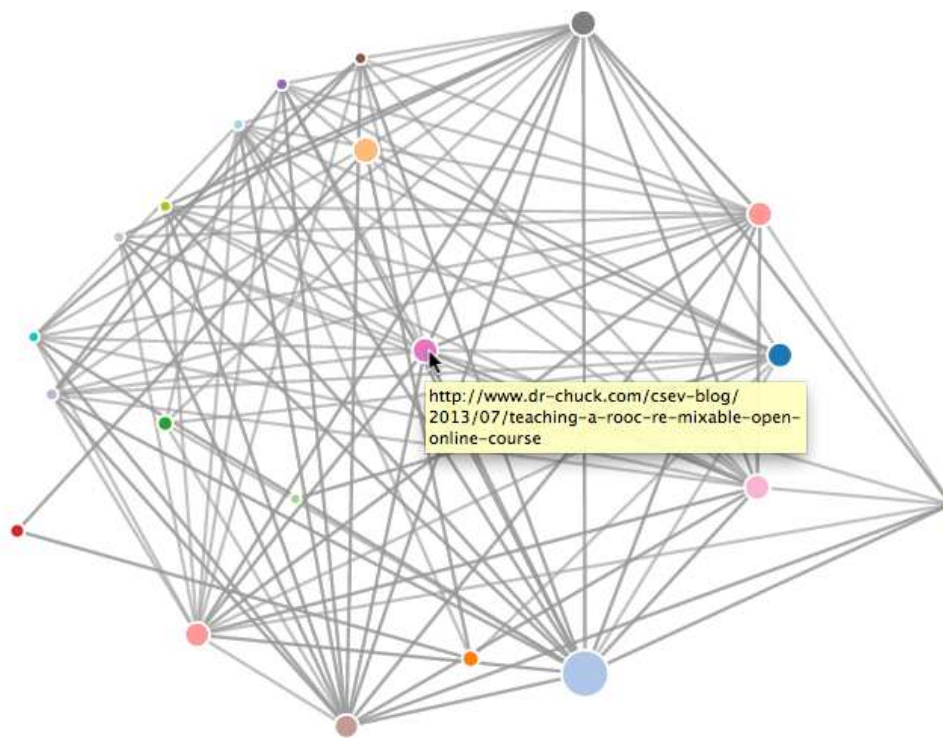 http://www.dr-chuck.com/csev-blog/
2013/07/teaching-a-rooc-re-mixable-open-
online-course